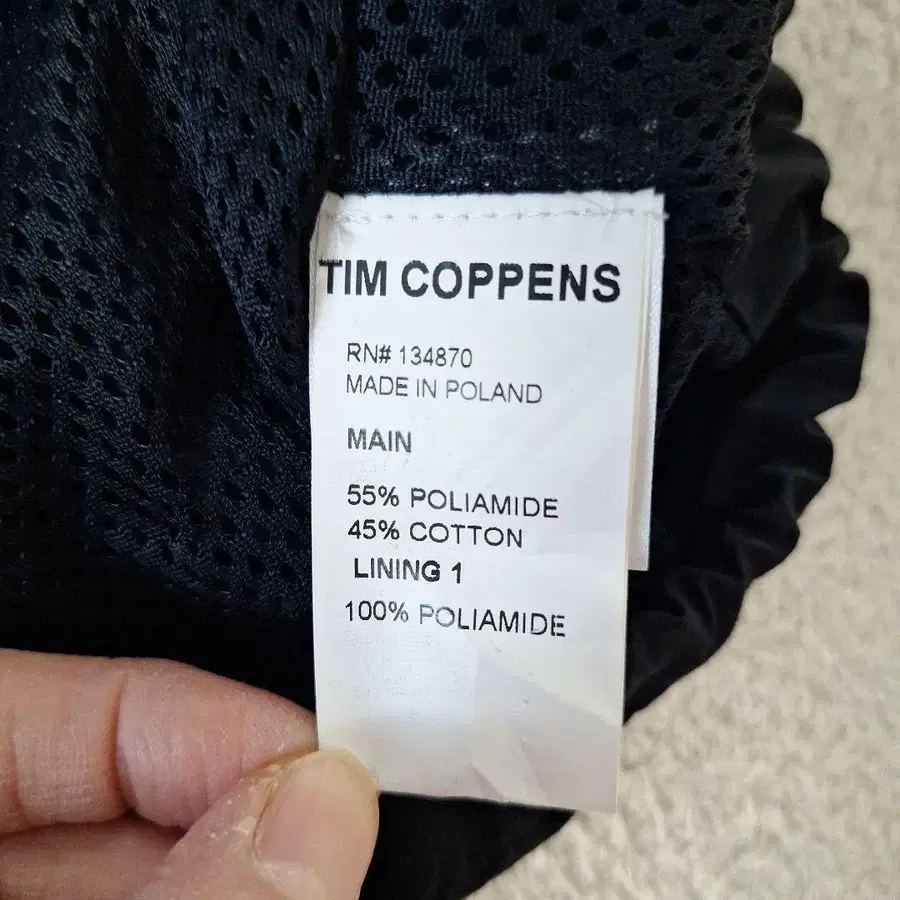 TIM COPPENS
RN# 134870
MADE IN POLAND
MAIN
55% POLIAMIDE
45% COTTON
LINING 1
100% POLIAMIDE